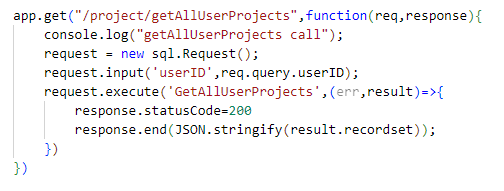 app.get("/project/getAllUserProjects",function(req,response){
    console.log("getAllUserProjects call");
    request = new sql.Request();
    request.input('userID',req.query.userID);
    request.execute('GetAllUserProjects',(err,result)=>{
        response.statusCode=200
        response.end(JSON.stringify(result.recordset));
    })
})